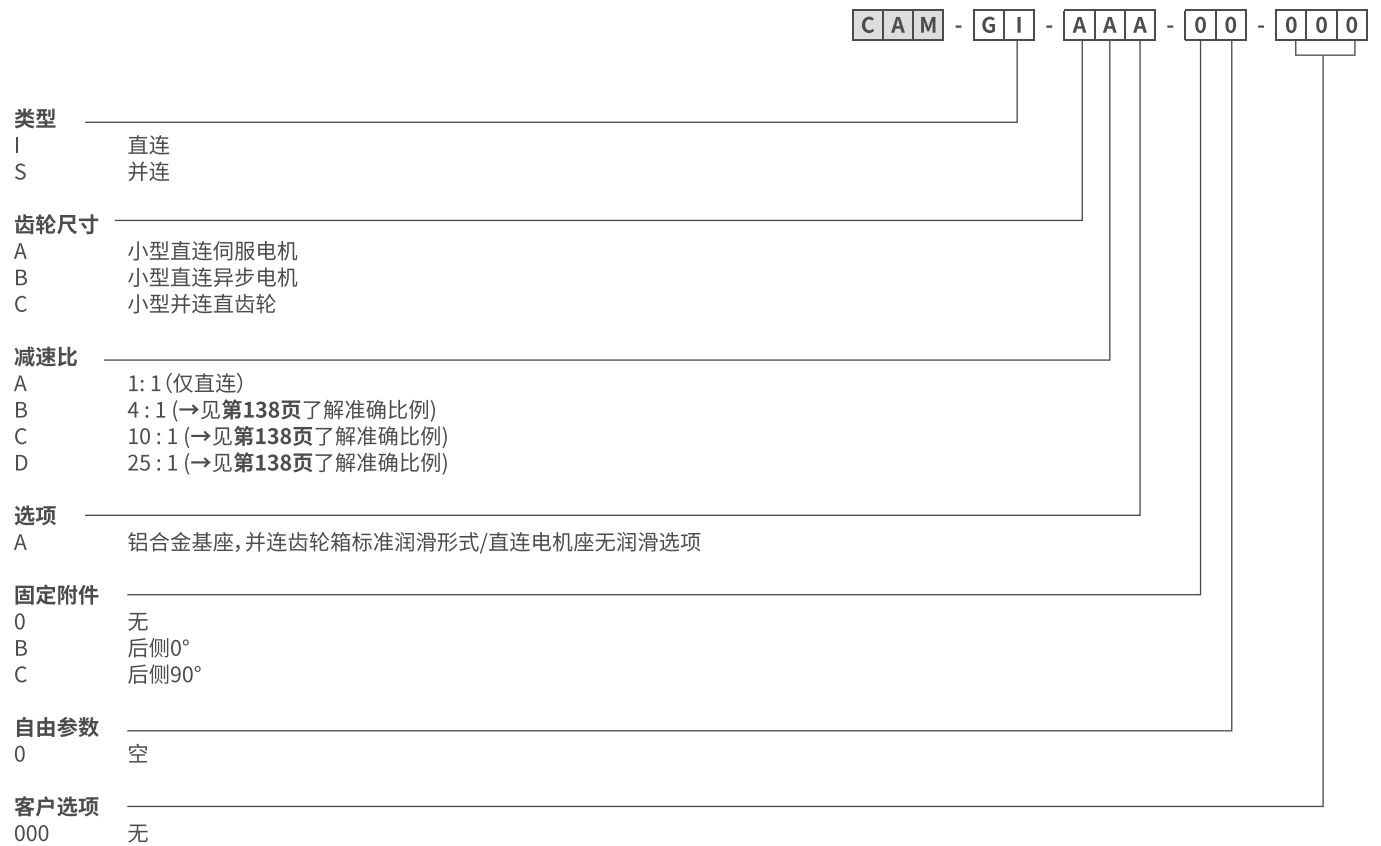 CAM - GI - AAA - 00 - 000
类型
I 直连
S 并连
齿轮尺寸
A 小型直连伺服电机
B 小型直连异步电机
C 小型并连直齿轮
减速比
A 1: 1（仅直连）
B 4 : 1 (→见第138页了解准确比例)
C 10 : 1 (→见第138页了解准确比例)
D 25 : 1 (→见第138页了解准确比例)
选项
A 铝合金基座，并连齿轮箱标准润滑形式/直连电机座无润滑选项
固定附件
0 无
B 后侧0°
C 后侧90°
自由参数
0 空
客户选项
000 无